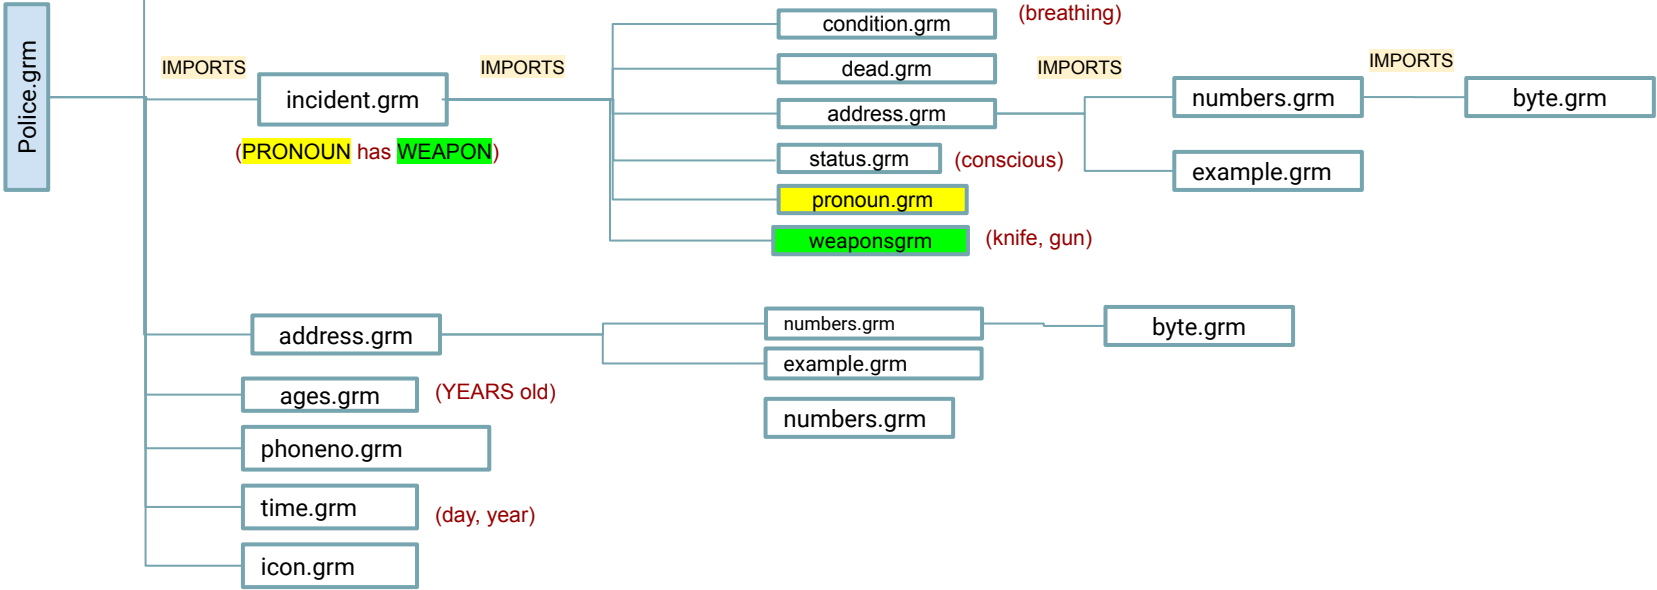 Police.grm
IMPORTS
incident.grm
(PRONOUN has WEAPON)
IMPORTS
condition.grm
(breathing)
dead.grm
address.grm
IMPORTS
numbers.grm
IMPORTS
byte.grm
example.grm
status.grm
(conscious)
pronoun.grm
weaponsgrm
(knife, gun)
address.grm
numbers.grm
byte.grm
example.grm
numbers.grm
ages.grm
(YEARS old)
phoneno.grm
time.grm
(day, year)
icon.grm